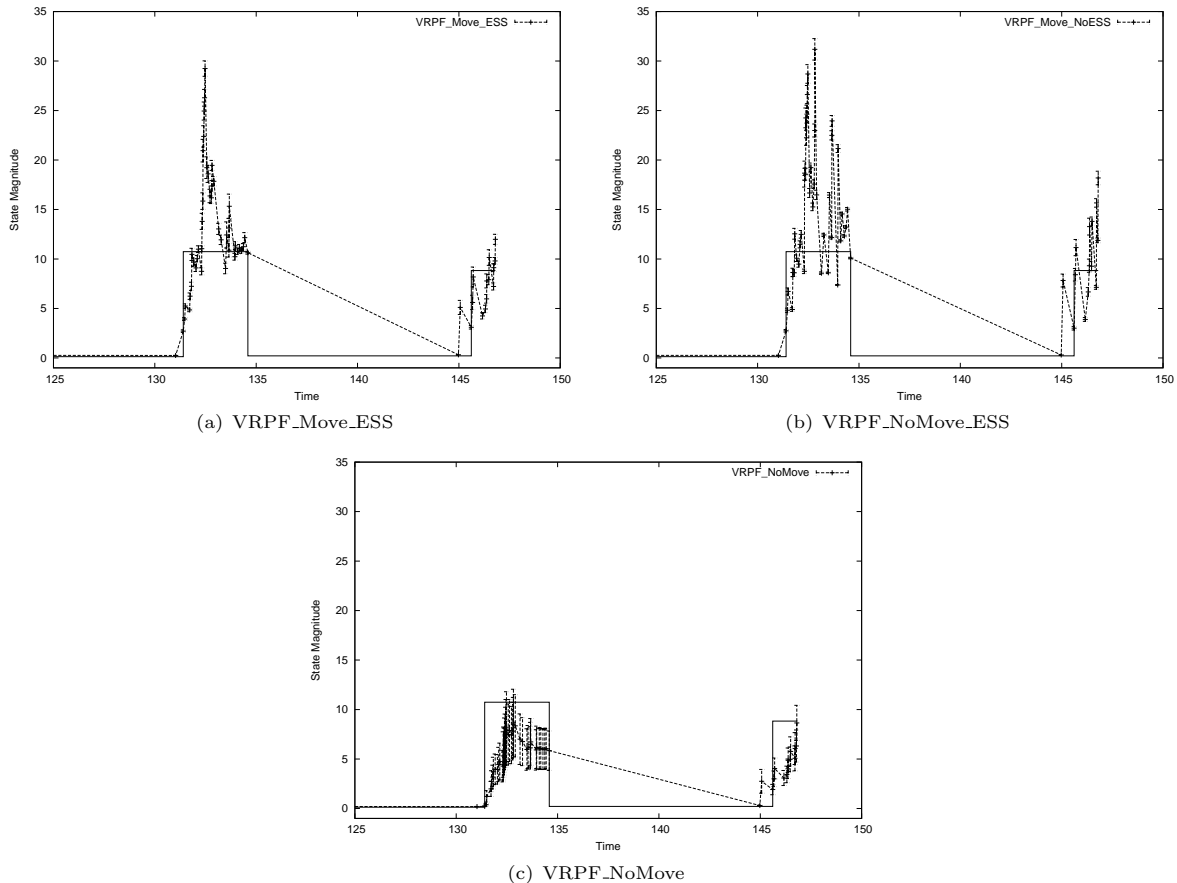 VRPF_Move_ESS
35
30
25
20
15
10
5
0
State Magnitude
125 130 135 140 145 150
Time
(a) VRPF_Move_ESS
VRPF_Move_NoESS
35
30
25
20
15
10
5
0
State Magnitude
125 130 135 140 145 150
Time
(b) VRPF_NoMove_ESS
VRPF_NoMove
35
30
25
20
15
10
5
0
State Magnitude
125 130 135 140 145 150
Time
(c) VRPF_NoMove